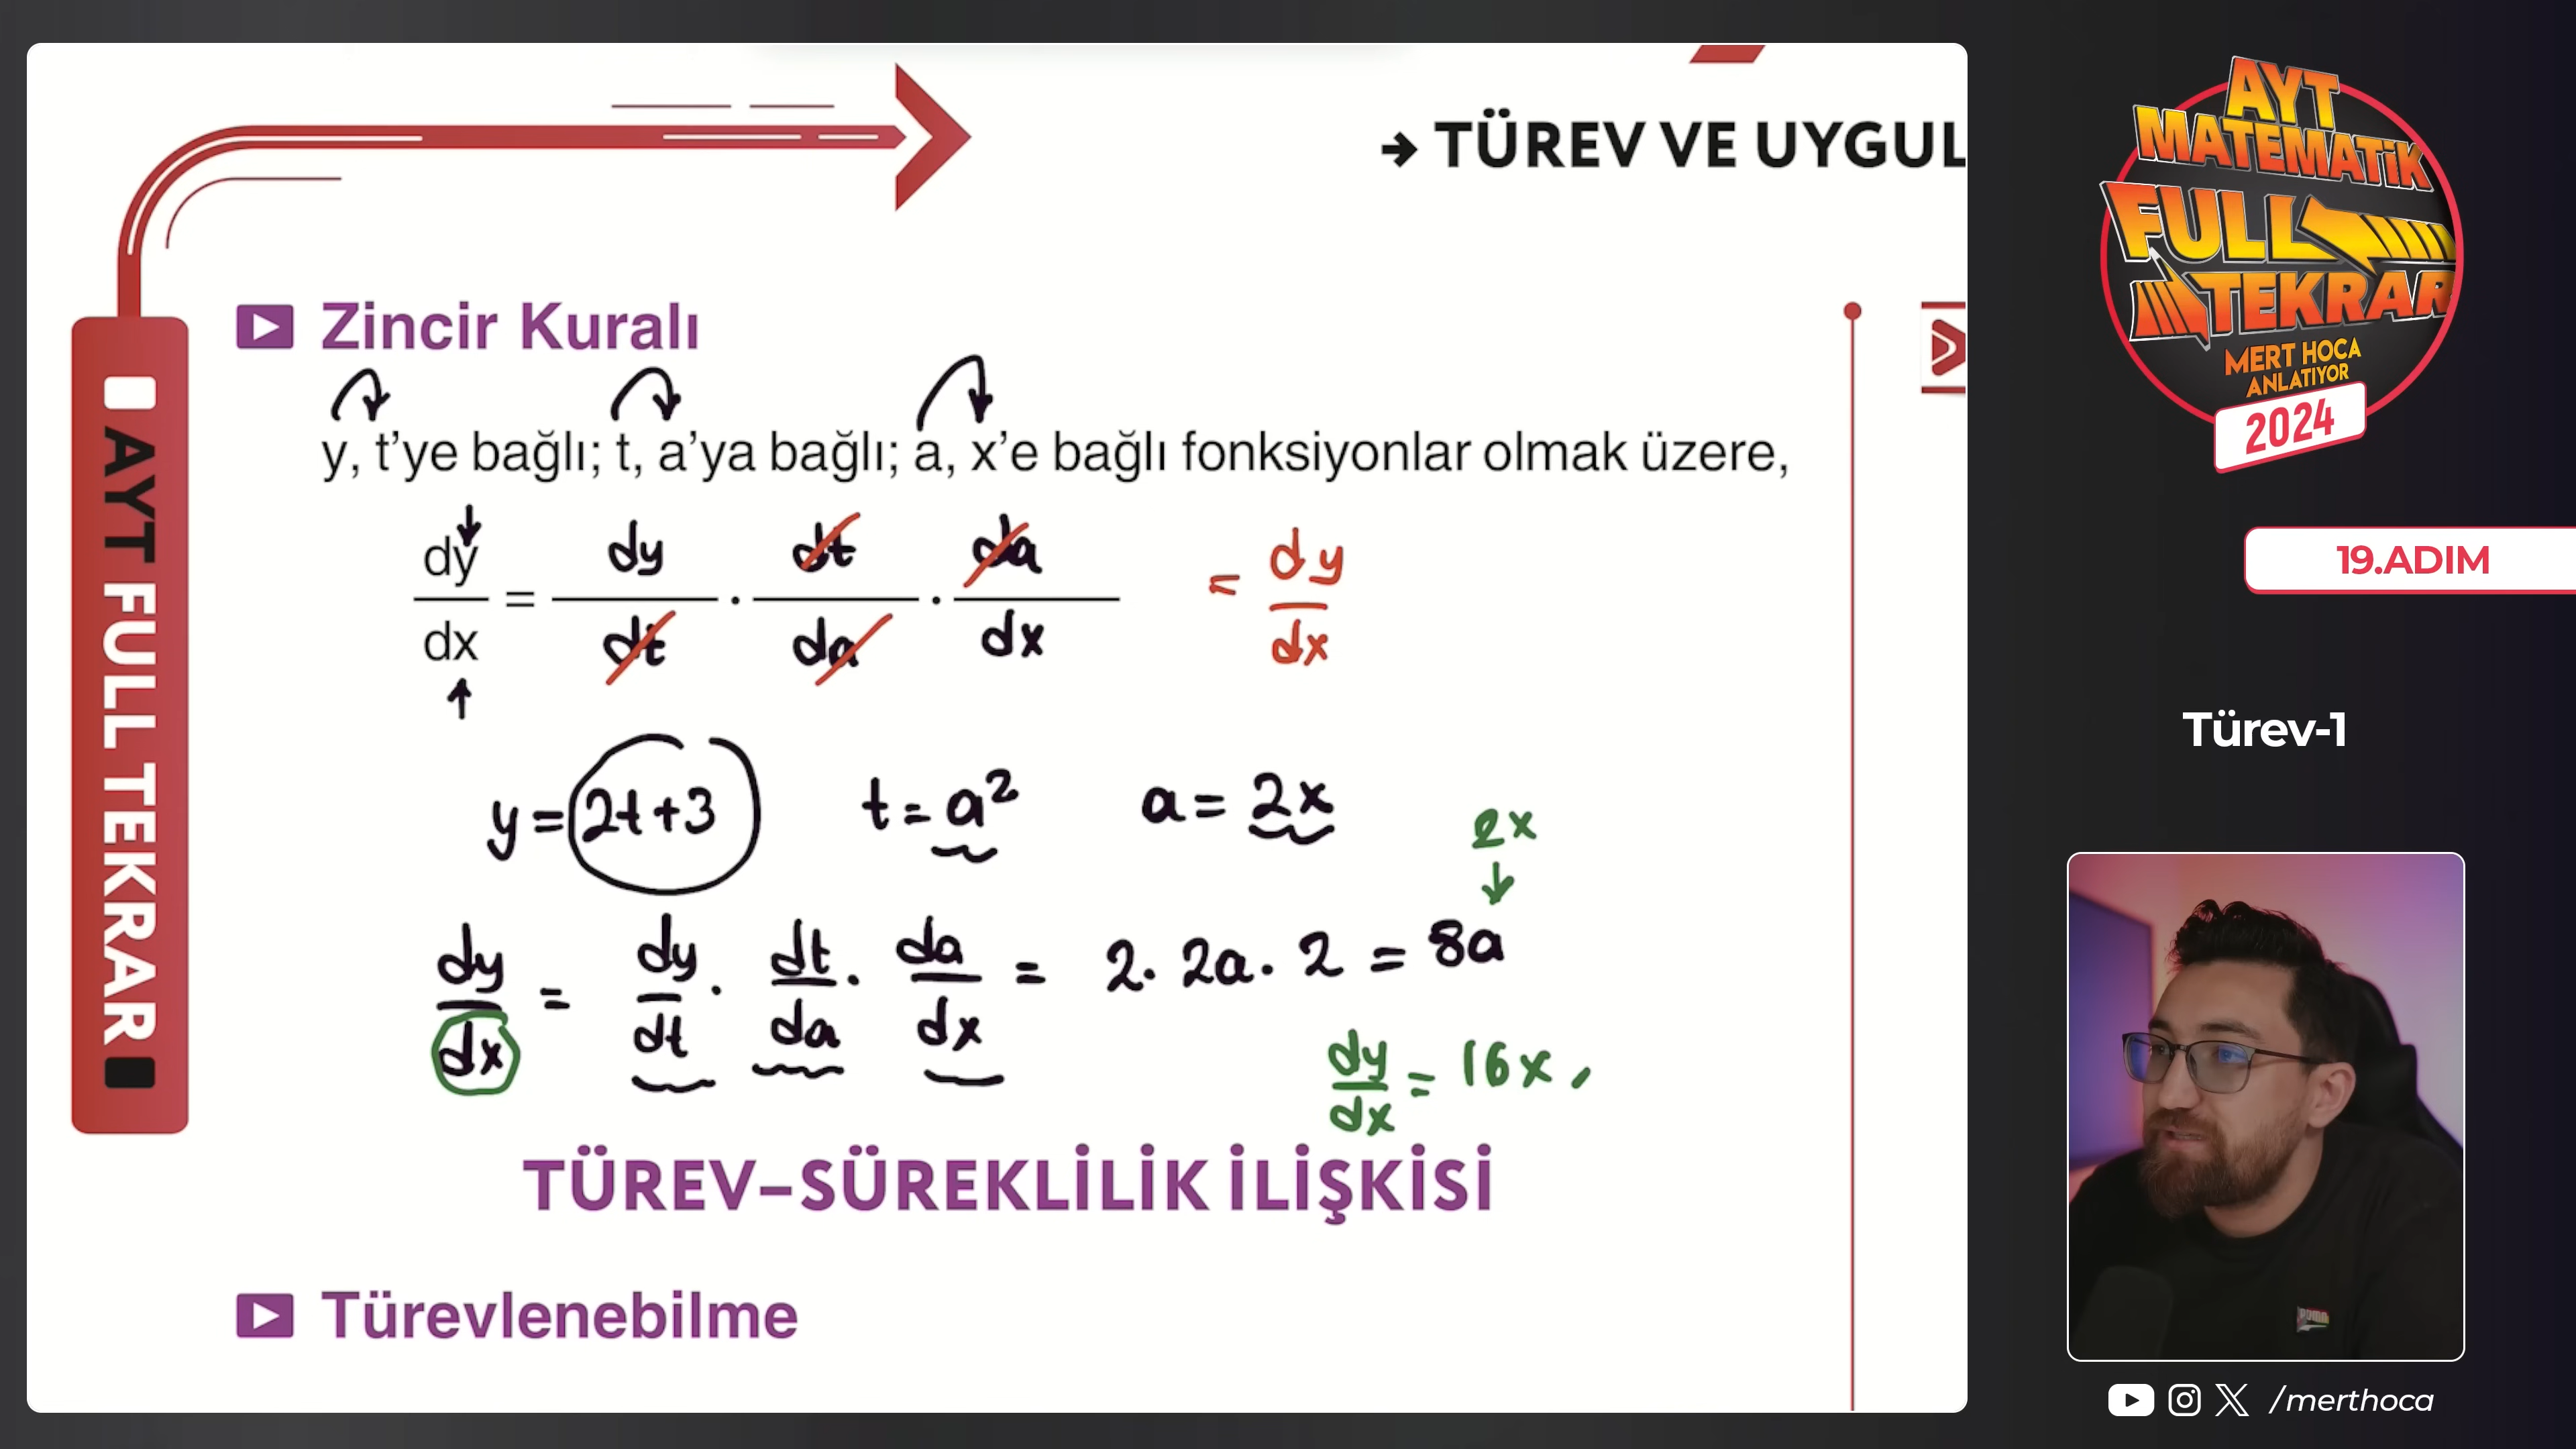 → TÜREV VE UYGUL
Zincir Kuralı
y, t'ye bağlı; t, a'ya bağlı; a, x'e bağlı fonksiyonlar olmak üzere,
dy/dx = dy/dt · dt/da · da/dx = dy/dx
y = 2t+3 t = a² a = 2x
2x
dy/dx = dy/dt · dt/da · da/dx = 2 · 2a · 2 = 8a
dy/dx = 16x
TÜREV–SÜREKLİLİK İLİŞKİSİ
Türevlenebilme
AYT FULL TEKRAR
AYT
MATEMATİK
FULL
TEKRAR
MERT HOCA
ANLATIYOR
2024
19.ADIM
Türev-1
PUMA
/merthoca